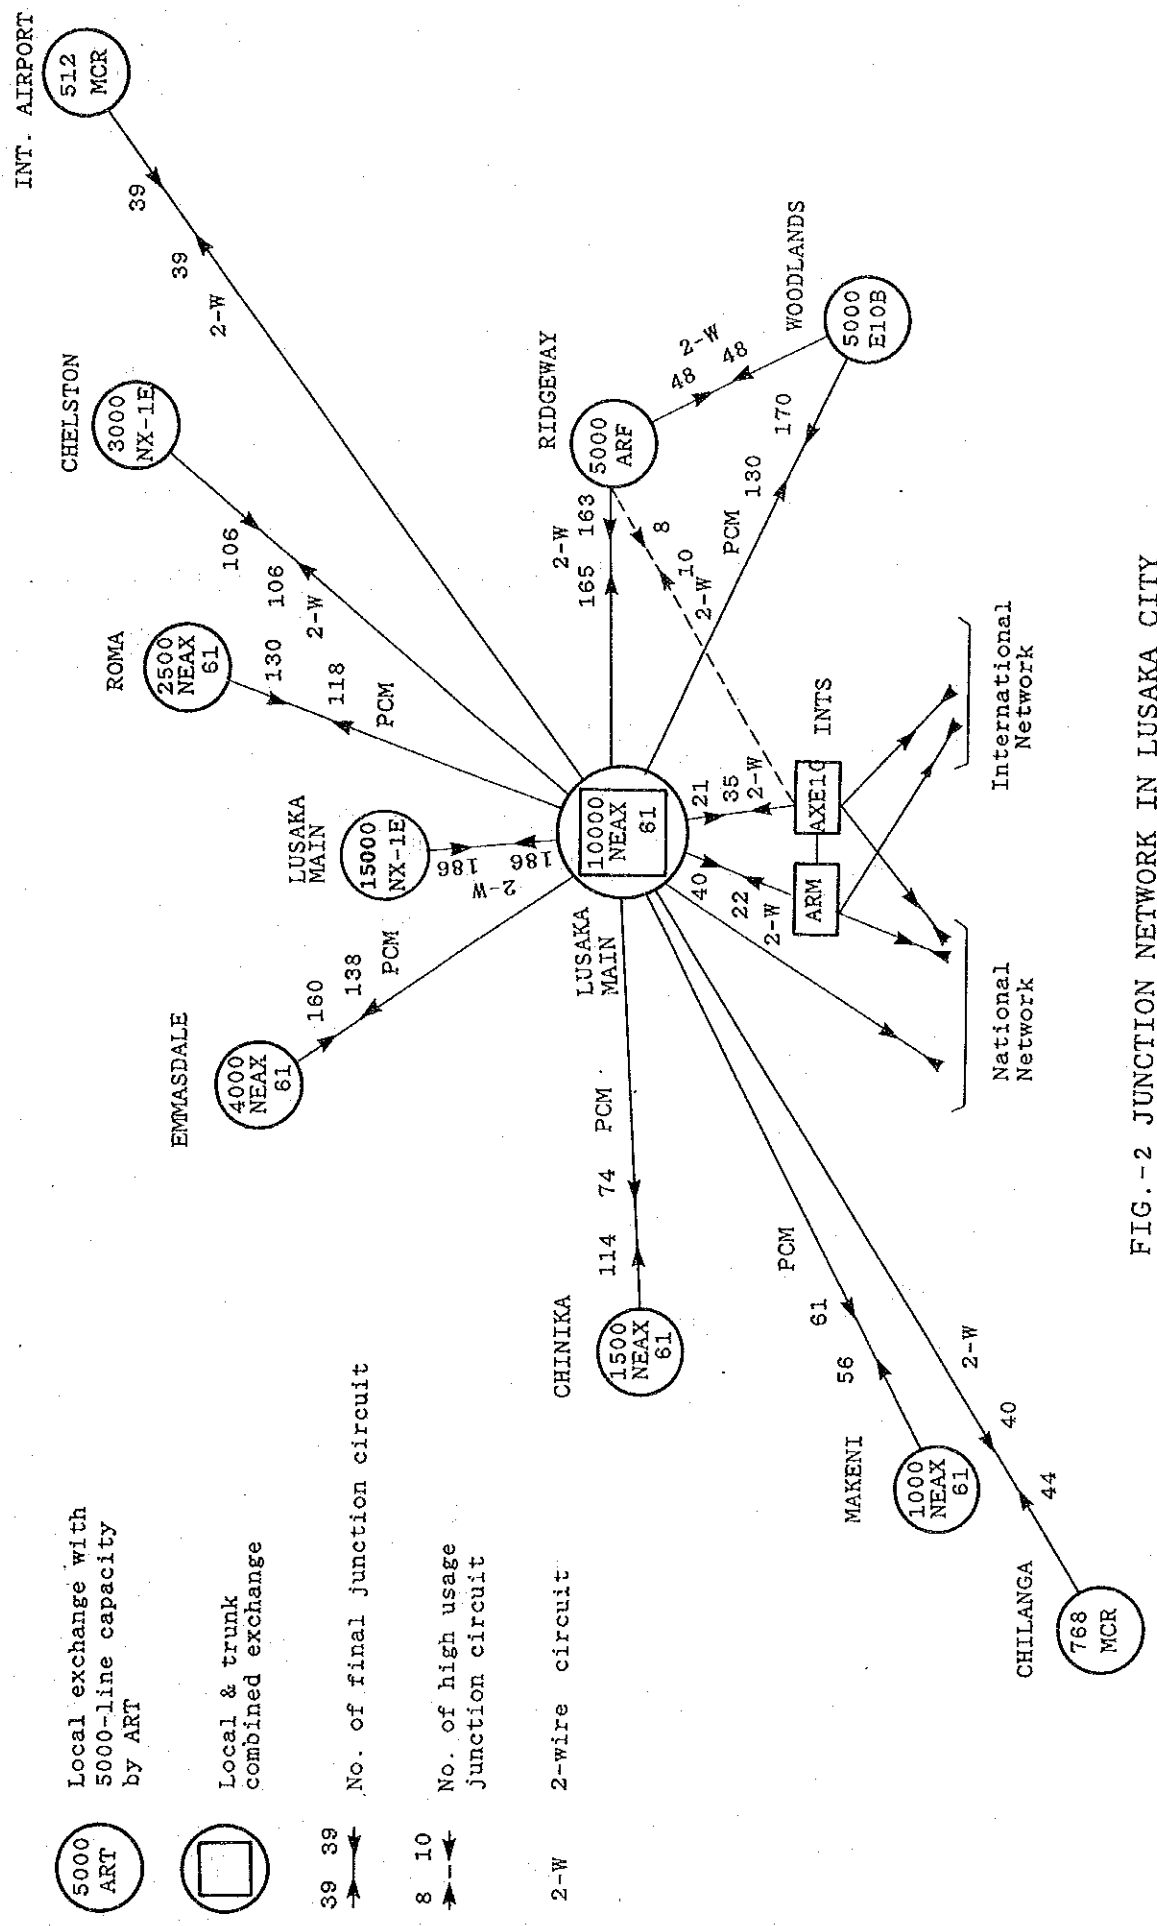 5000
ART
Local exchange with
5000-line capacity
by ART
Local & trunk
combined exchange
39 39
No. of final junction circuit
8 10
No. of high usage
junction circuit
2-W
2-wire circuit
EMMASDALE
4000
NEAX
61
160
138
PCM
LUSAKA
MAIN
15000
NX-1E
186
186
2-W
ROMA
2500
NEAX
61
130
118
PCM
CHELSTON
3000
NX-1E
106
106
2-W
INT. AIRPORT
512
MCR
39
39
2-W
CHINIKA
1500
NEAX
61
114
74
PCM
LUSAKA
MAIN
10000
NEAX
61
RIDGEWAY
5000
ARF
2-W
165
163
8
10
2-W
2-W
48
48
WOODLANDS
5000
E10B
170
130
PCM
MAKENI
1000
NEAX
61
56
61
PCM
CHILANGA
768
MCR
44
40
2-W
40
22
2-W
21
35
2-W
ARM
AXE10
INTS
National
Network
International
Network
FIG.-2 JUNCTION NETWORK IN LUSAKA CITY